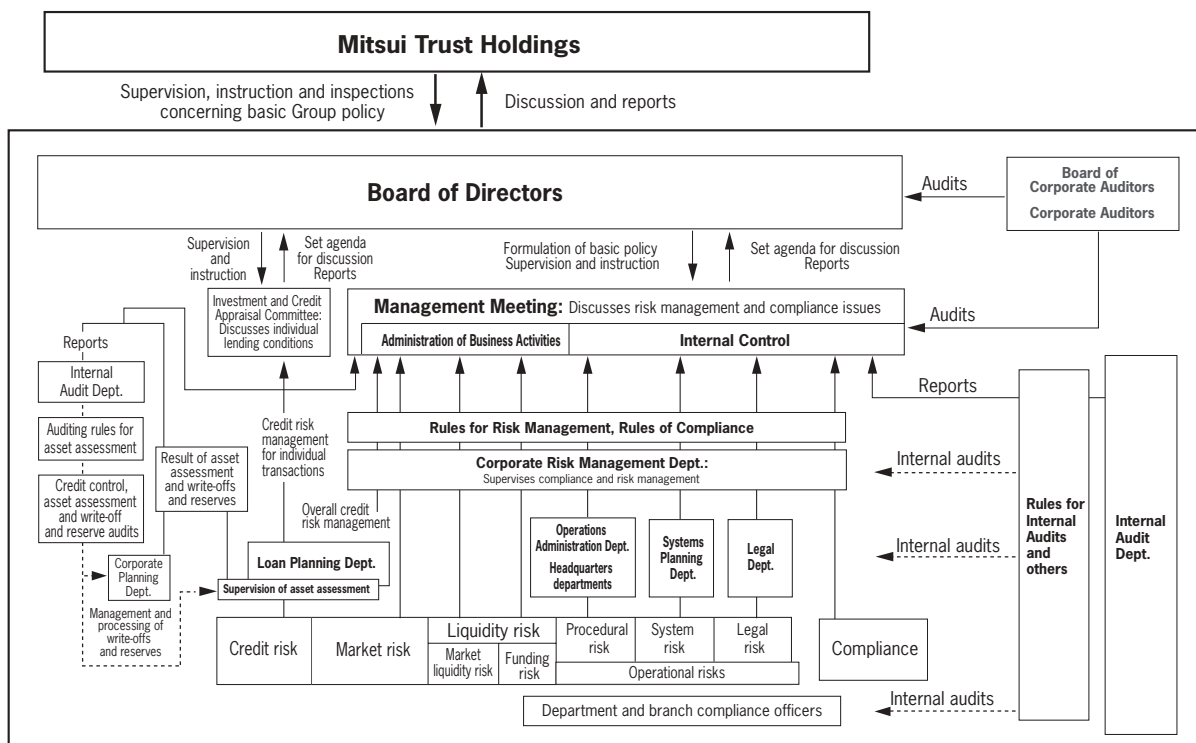 Mitsui Trust Holdings
Supervision, instruction and inspections
concerning basic Group policy
Discussion and reports
Board of Directors
Audits
Board of
Corporate Auditors
Corporate Auditors
Supervision
and
instruction
Set agenda
for discussion
Reports
Formulation of basic policy
Supervision and instruction
Set agenda for discussion
Reports
Investment and Credit
Appraisal Committee:
Discusses individual
lending conditions
Management Meeting: Discusses risk management and compliance issues
Administration of Business Activities
Internal Control
Audits
Reports
Internal
Audit Dept.
Auditing rules for
asset assessment
Credit control,
asset assessment
and write-off
and reserve audits
Result of asset
assessment
and write-offs
and reserves
Corporate
Planning
Dept.
Management and
processing of
write-offs
and reserves
Credit risk
management
for individual
transactions
Overall credit
risk management
Reports
Rules for Risk Management, Rules of Compliance
Corporate Risk Management Dept.:
Supervises compliance and risk management
Internal audits
Loan Planning Dept.
Supervision of asset assessment
Operations
Administration Dept.
Headquarters
departments
Systems
Planning
Dept.
Legal
Dept.
Internal audits
Rules for
Internal
Audits
and
others
Internal
Audit
Dept.
Credit risk
Market risk
Liquidity risk
Market
liquidity risk
Funding
risk
Procedural
risk
System
risk
Legal
risk
Operational risks
Compliance
Department and branch compliance officers
Internal audits